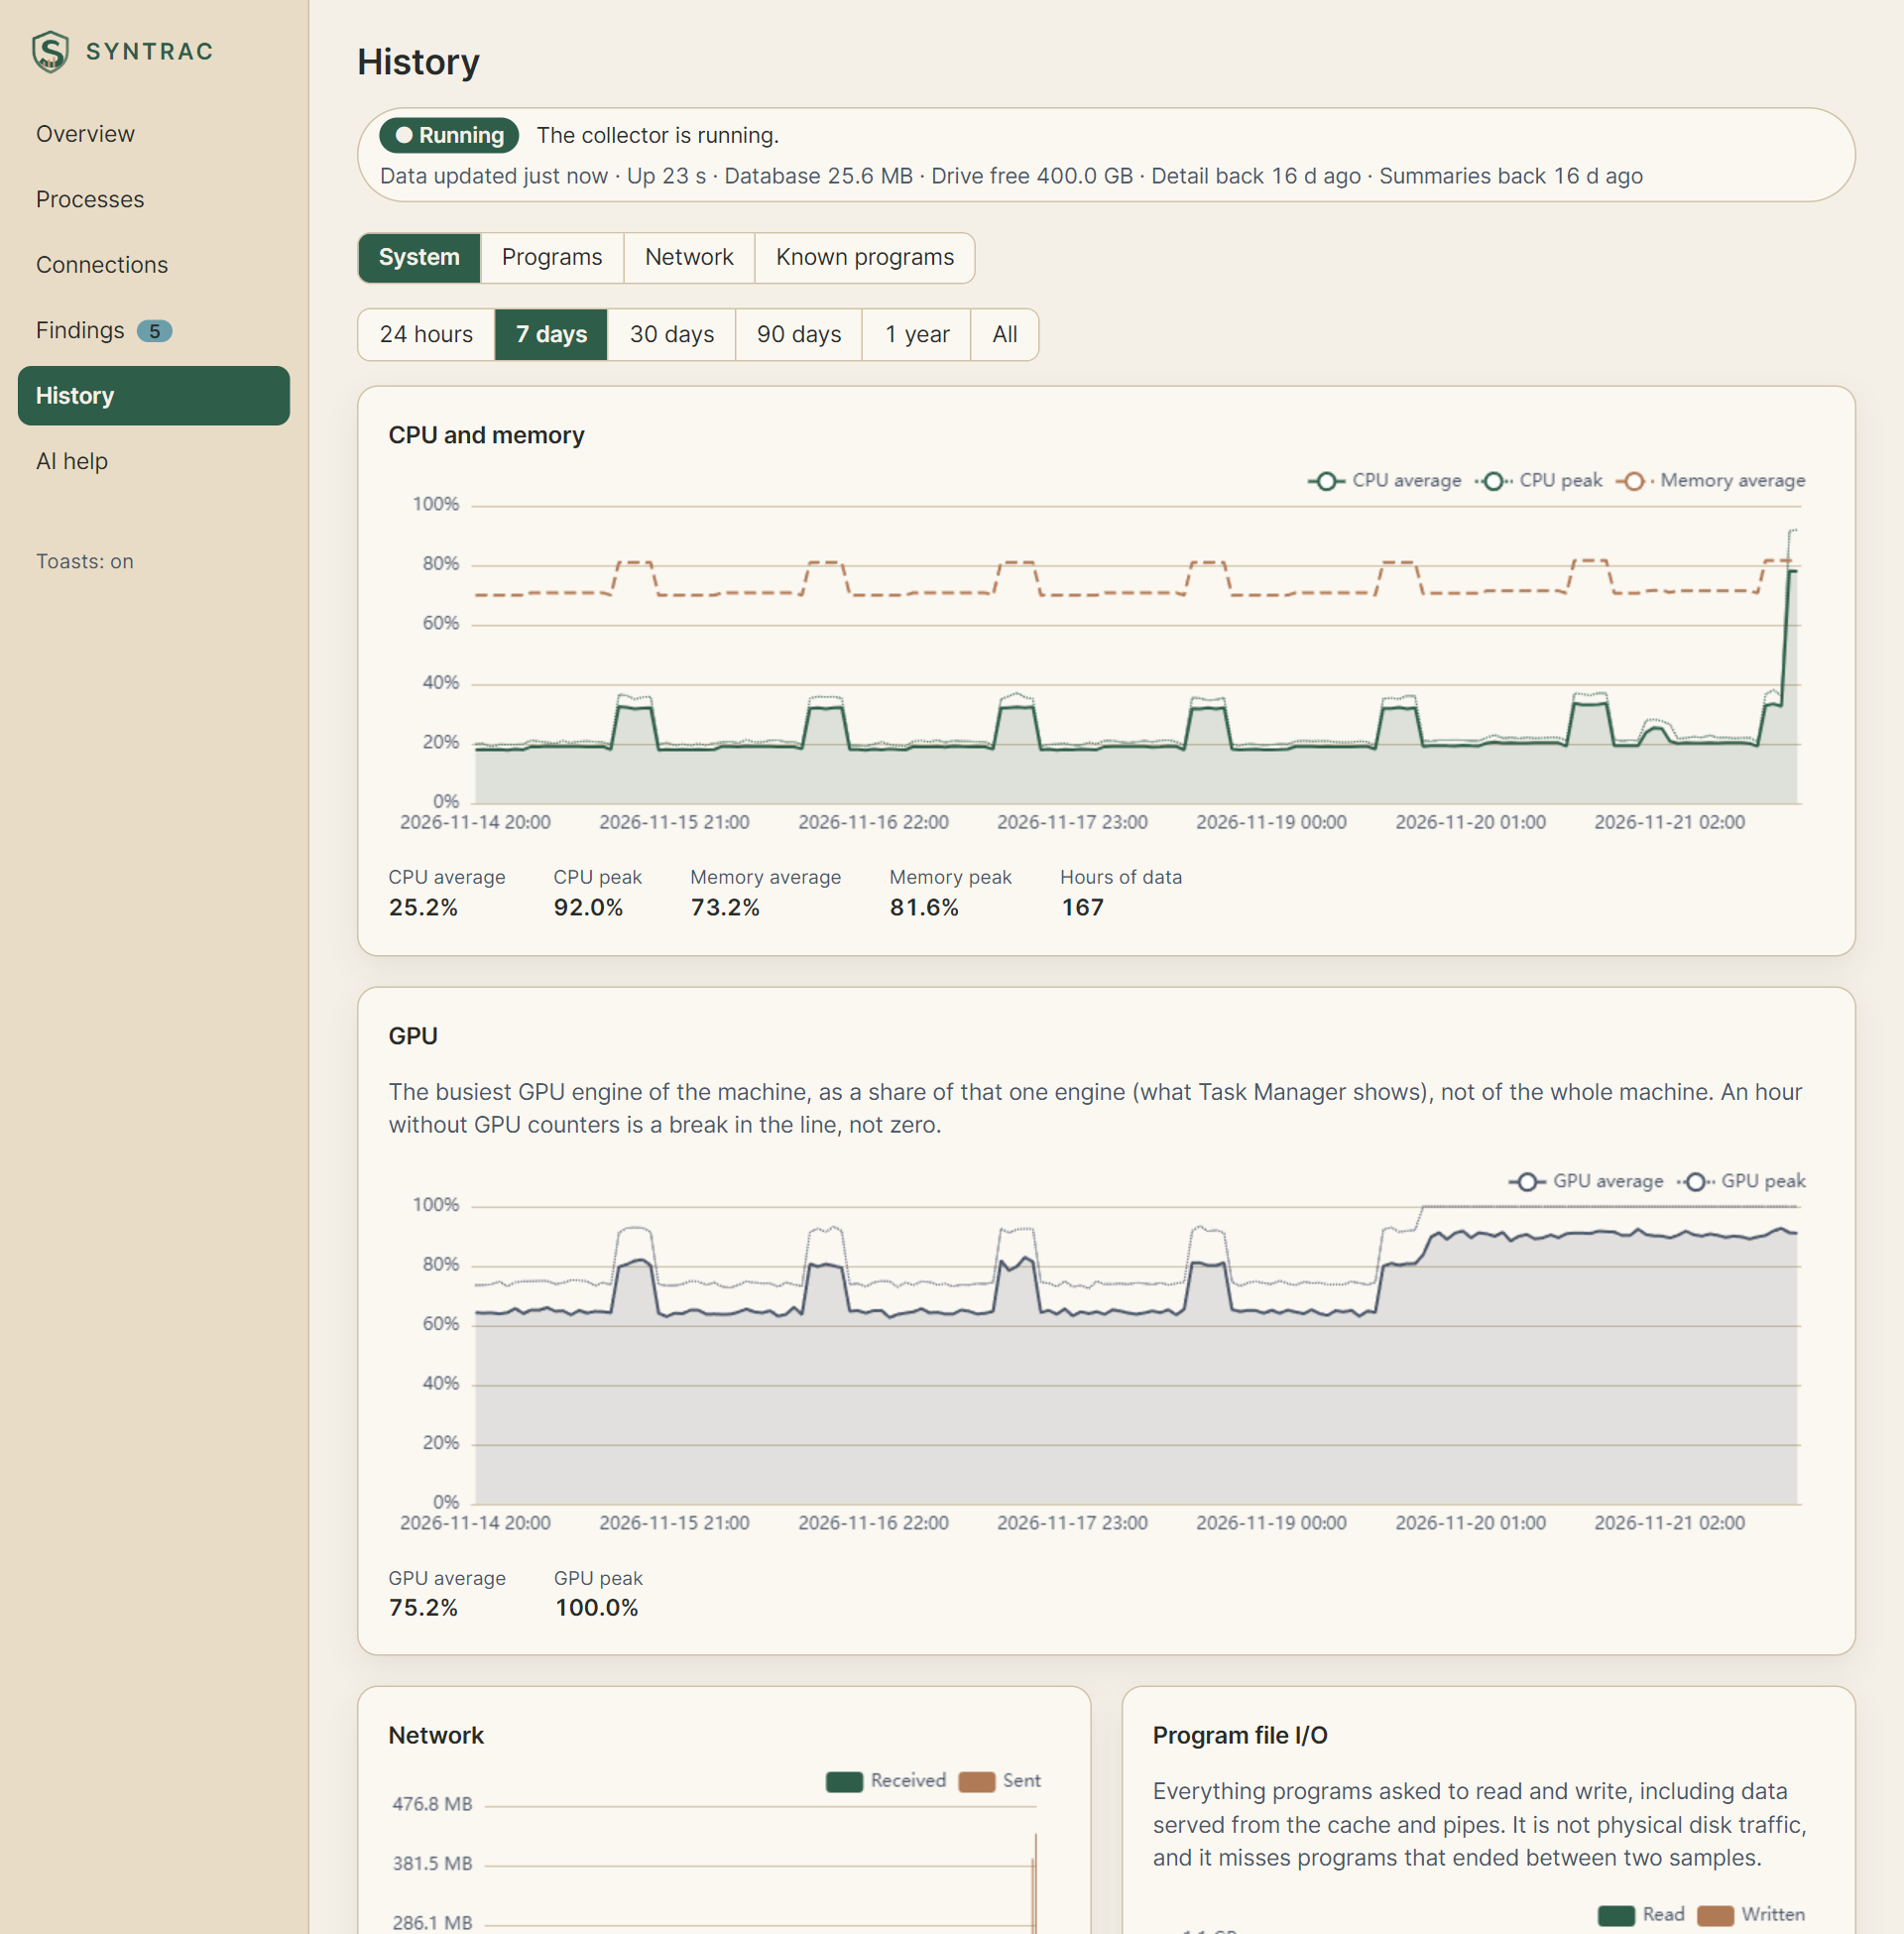 SYNTRAC
Overview
Processes
Connections
Findings 5
History
AI help
Toasts: on
History
Running The collector is running.
Data updated just now · Up 23 s · Database 25.6 MB · Drive free 400.0 GB · Detail back 16 d ago · Summaries back 16 d ago
System Programs Network Known programs
24 hours 7 days 30 days 90 days 1 year All
CPU and memory
CPU average CPU peak Memory average
100%
80%
60%
40%
20%
0%
2026-11-14 20:00 2026-11-15 21:00 2026-11-16 22:00 2026-11-17 23:00 2026-11-19 00:00 2026-11-20 01:00 2026-11-21 02:00
CPU average CPU peak Memory average Memory peak Hours of data
25.2% 92.0% 73.2% 81.6% 167
GPU
The busiest GPU engine of the machine, as a share of that one engine (what Task Manager shows), not of the whole machine. An hour
without GPU counters is a break in the line, not zero.
GPU average GPU peak
100%
80%
60%
40%
20%
0%
2026-11-14 20:00 2026-11-15 21:00 2026-11-16 22:00 2026-11-17 23:00 2026-11-19 00:00 2026-11-20 01:00 2026-11-21 02:00
GPU average GPU peak
75.2% 100.0%
Network
Received Sent
476.8 MB
381.5 MB
286.1 MB
Program file I/O
Everything programs asked to read and write, including data
served from the cache and pipes. It is not physical disk traffic,
and it misses programs that ended between two samples.
Read Written